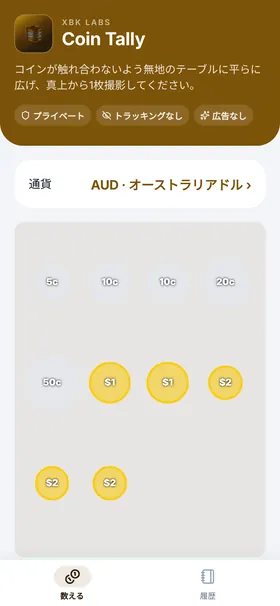 XBK LABS
Coin Tally
コインが触れ合わないよう無地のテーブルに平らに
広げ、真上から1枚撮影してください。
プライベート トラッキングなし 広告なし
通貨 AUD · オーストラリアドル ›
5c 10c 10c 20c
50c $1 $1 $2
$2 $2
数える 履歴